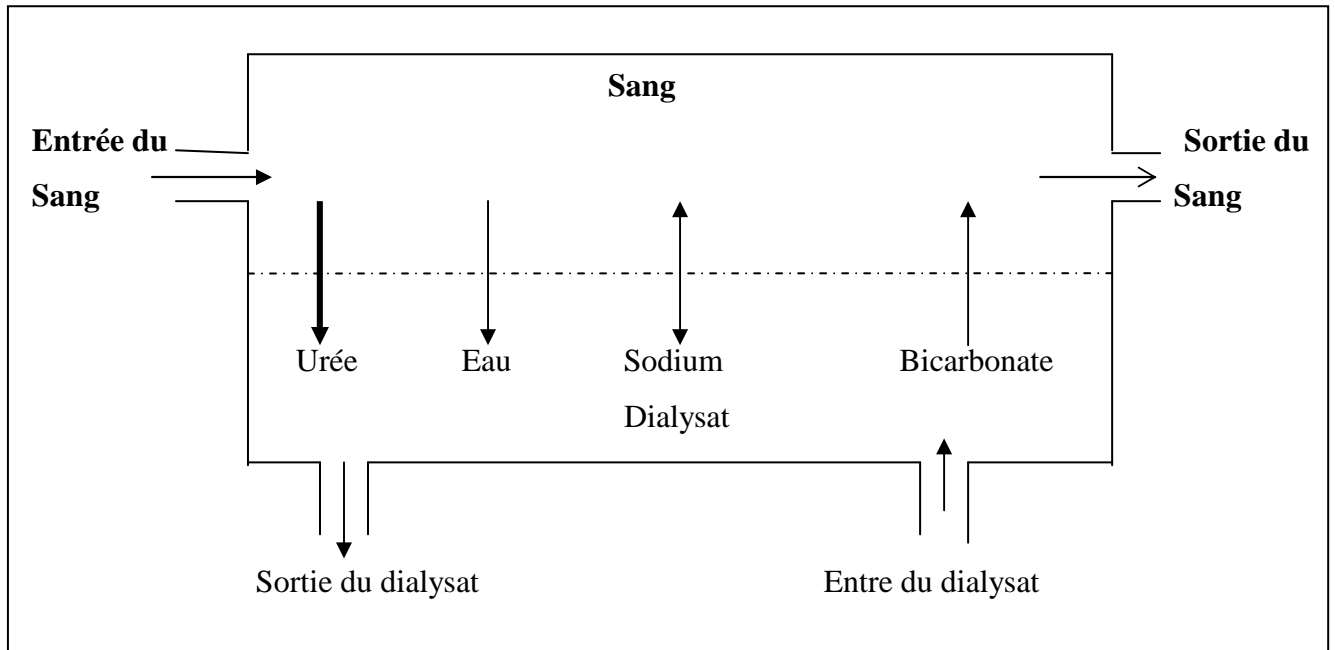 Sang
Entrée du
Sang
Sortie du
Sang
Urée
Eau
Sodium
Bicarbonate
Dialysat
Sortie du dialysat
Entre du dialysat